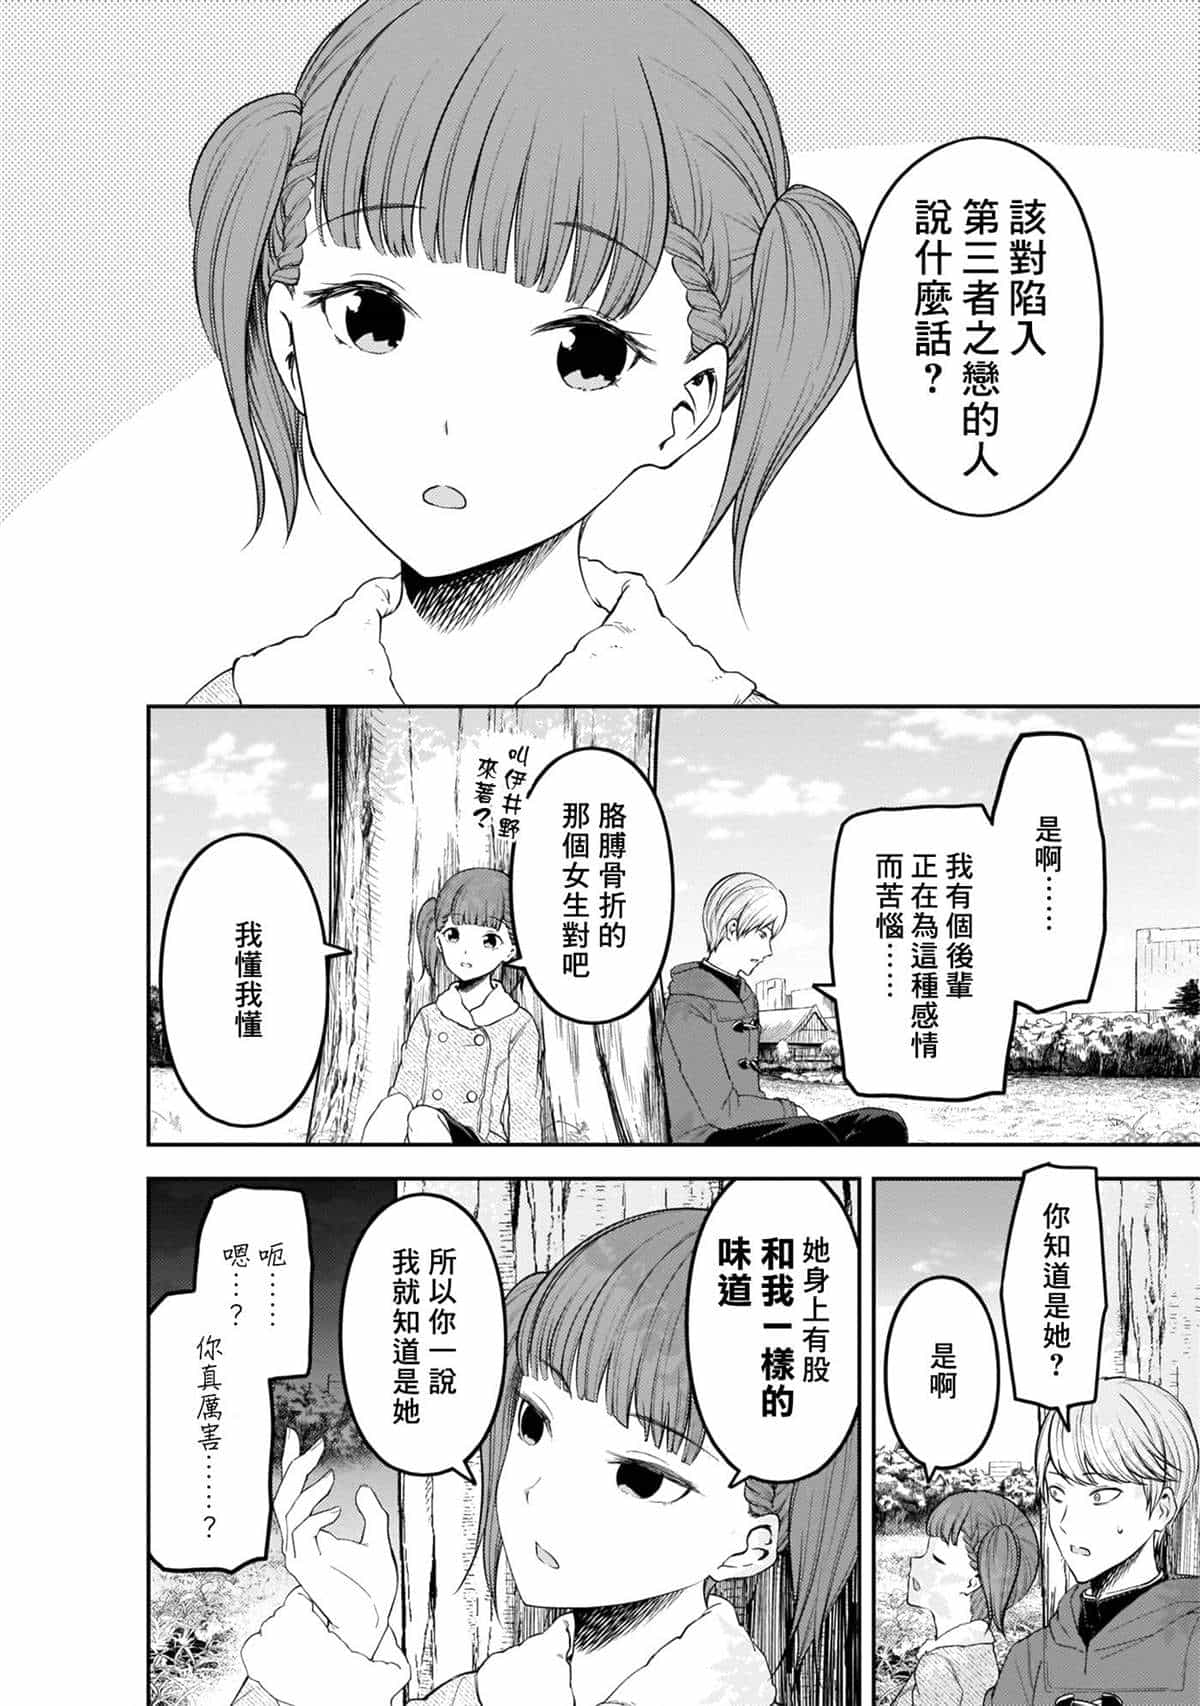 該對陷入
第三者之戀的人
說什麼話?
是啊……
我有個後輩
正在為這種感情
而苦惱……
胳膊骨折的
那個女生對吧
叫伊井野
來著?
我懂我懂
你知道是她?
是啊
她身上有股
和我一樣的
味道
所以你一說
我就知道是她
呃……
嗯…?
你真厲害……?